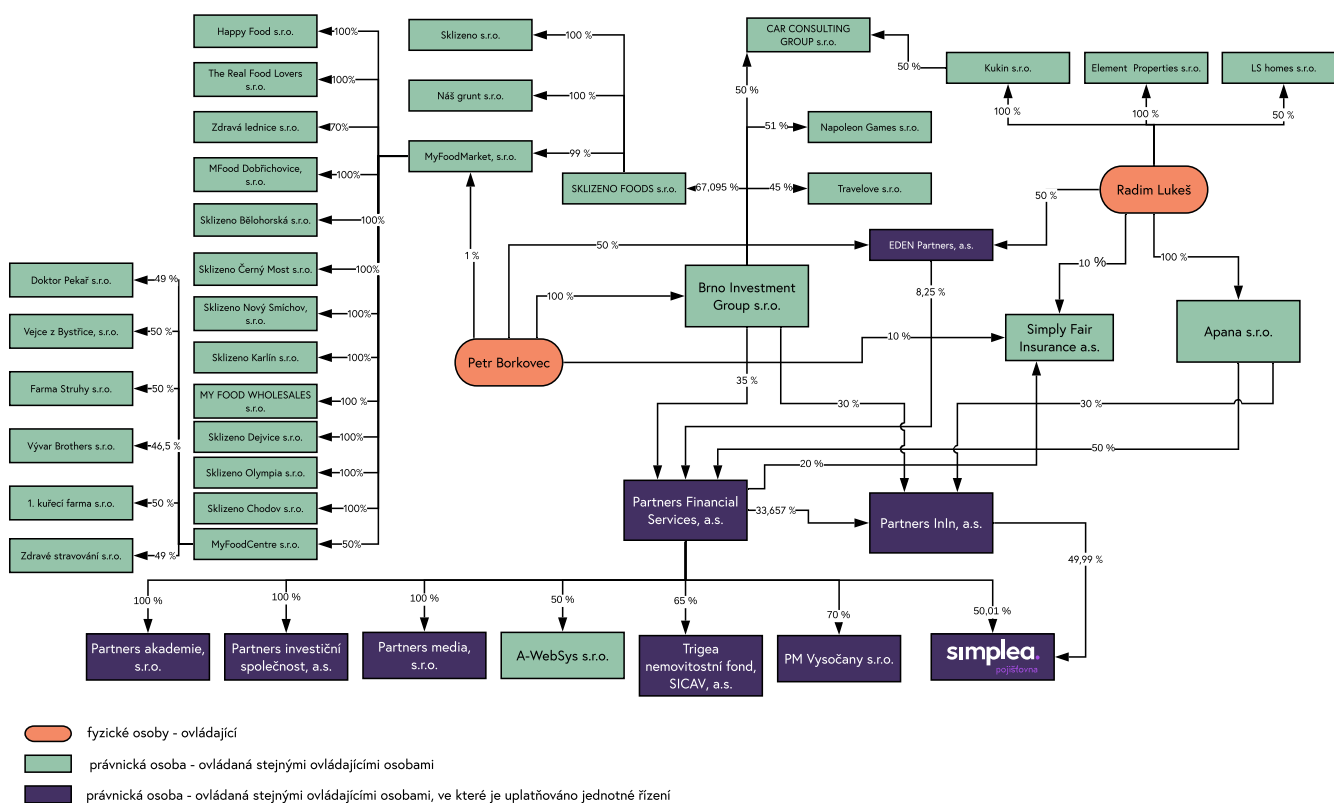 Happy Food s.r.o.
100%
The Real Food Lovers
s.r.o.
100%
Zdravá lednice s.r.o.
70%
MFood Dobřichovice,
s.r.o.
100%
Sklizeno Bělohorská s.r.o.
100%
Sklizeno Černý Most s.r.o.
100%
Sklizeno Nový Smíchov,
s.r.o.
100%
Sklizeno Karlín s.r.o.
100%
MY FOOD WHOLESALES
s.r.o.
100 %
Sklizeno Dejvice s.r.o.
100%
Sklizeno Olympia s.r.o.
100%
Sklizeno Chodov s.r.o.
100%
MyFoodCentre s.r.o.
50%
Doktor Pekař s.r.o.
49 %
Vejce z Bystřice, s.r.o.
50 %
Farma Struhy s.r.o.
50 %
Vývar Brothers s.r.o.
46,5 %
1. kuřecí farma s.r.o.
50 %
Zdravé stravování s.r.o.
49 %
Sklizeno s.r.o.
100 %
Náš grunt s.r.o.
100 %
MyFoodMarket, s.r.o.
99 %
SKLIZENO FOODS s.r.o.
67,095 %
45 %
Travelove s.r.o.
51 %
Napoleon Games s.r.o.
50 %
CAR CONSULTING
GROUP s.r.o.
50 %
Kukin s.r.o.
Element Properties s.r.o.
LS homes s.r.o.
100 %
100 %
50 %
Radim Lukeš
50 %
EDEN Partners, a.s.
50 %
1 %
8,25 %
10 %
100 %
Brno Investment
Group s.r.o.
100 %
Petr Borkovec
10 %
Simply Fair
Insurance a.s.
Apana s.r.o.
35 %
30 %
30 %
50 %
20 %
Partners Financial
Services, a.s.
33,657 %
Partners InIn, a.s.
49,99 %
100 %
100 %
100 %
50 %
65 %
70 %
50,01 %
Partners akademie,
s.r.o.
Partners investiční
společnost, a.s.
Partners media,
s.r.o.
A-WebSys s.r.o.
Trigea
nemovitostní fond,
SICAV, a.s.
PM Vysočany s.r.o.
simplea.
pojišťovna
fyzické osoby - ovládající
právnická osoba - ovládaná stejnými ovládajícími osobami
právnická osoba - ovládaná stejnými ovládajícími osobami, ve které je uplatňováno jednotné řízení